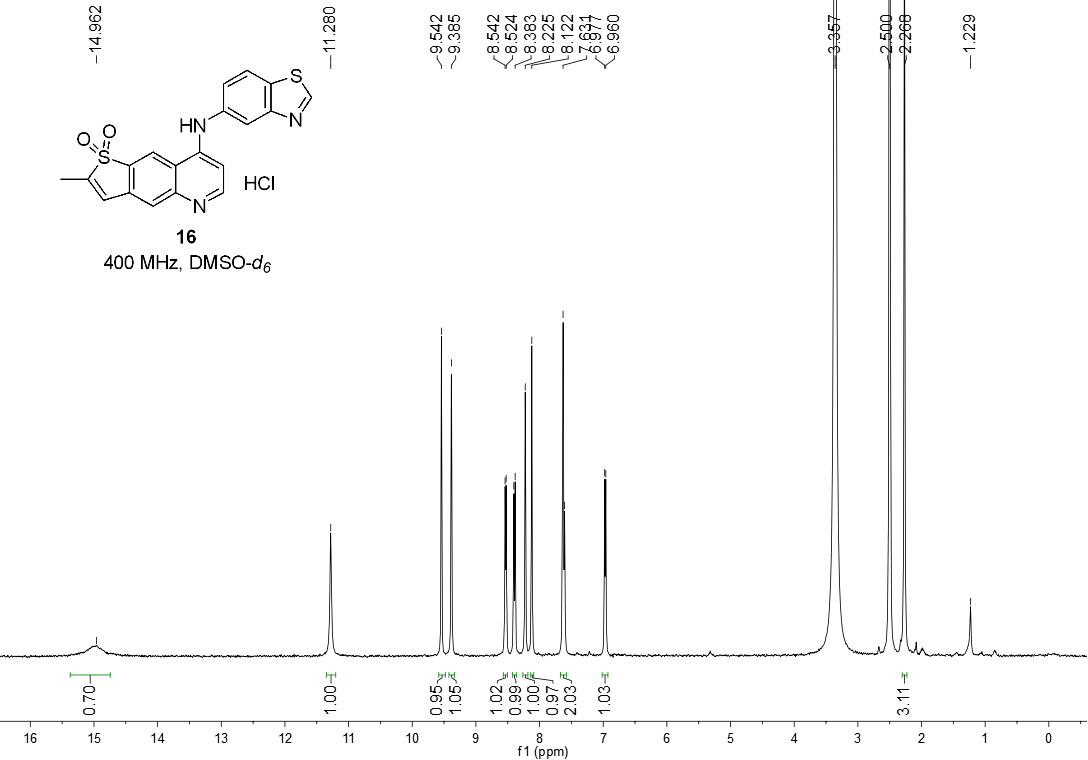 14.962
11.280
9.542
9.385
8.542
8.524
8.383
8.225
8.122
7.631
6.977
6.960
3.357
2.500
2.268
1.229
S
N
HN
O
O
S
N
HCl
16
400 MHz, DMSO-d6
0.70
1.00
0.95
1.05
1.02
0.99
1.00
0.97
2.03
1.03
3.11
16 15 14 13 12 11 10 9 8 7 6 5 4 3 2 1 0
f1 (ppm)